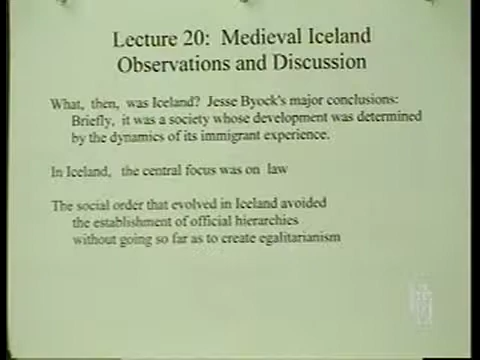 Lecture 20: Medieval Iceland
Observations and Discussion
What, then, was Iceland? Jesse Byock's major conclusions:
Briefly, it was a society whose development was determined
by the dynamics of its immigrant experience.
In Iceland, the central focus was on law
The social order that evolved in Iceland avoided
the establishment of official hierarchies
without going so far as to create egalitarianism